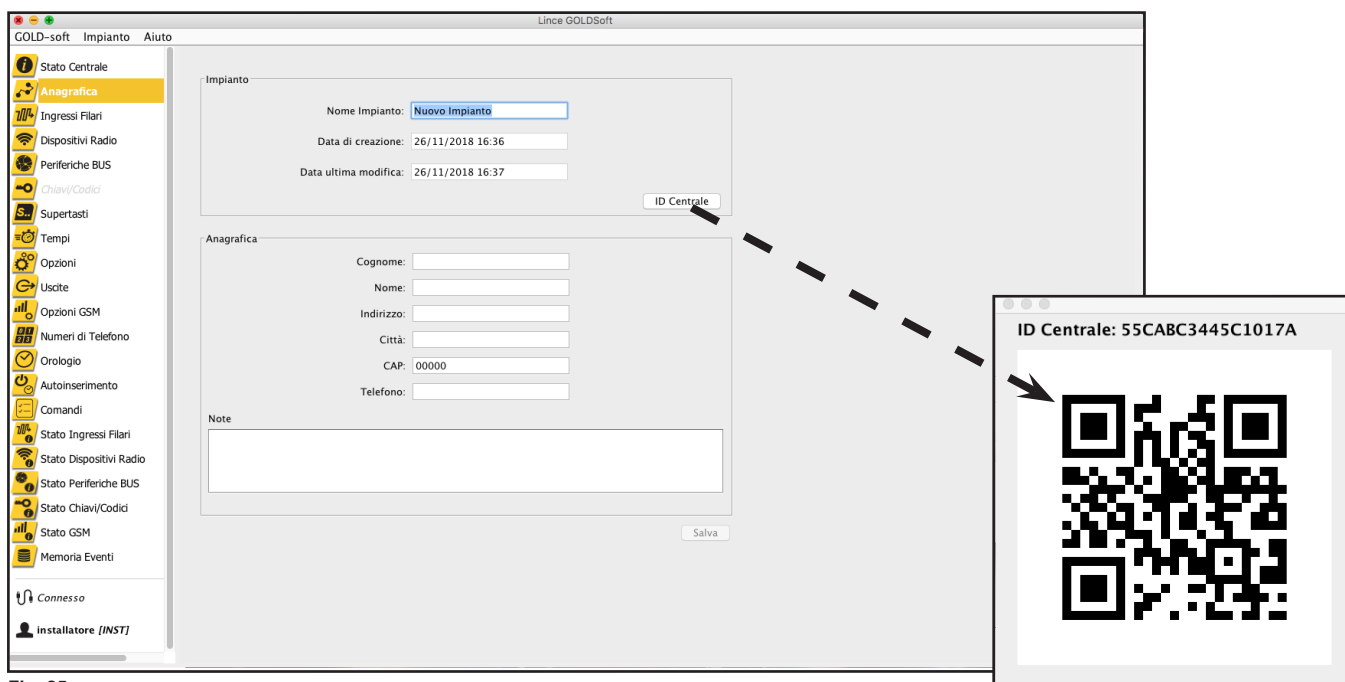 Lince GOLDSoft
GOLD-soft Impianto Aiuto
Stato Centrale
Anagrafica
Ingressi Filari
Dispositivi Radio
Periferiche BUS
Chiavi/Codici
Supertasti
Tempi
Opzioni
Uscite
Opzioni GSM
Numeri di Telefono
Orologio
Autoinserimento
Comandi
Stato Ingressi Filari
Stato Dispositivi Radio
Stato Periferiche BUS
Stato Chiavi/Codici
Stato GSM
Memoria Eventi
Connesso
installatore [INST]
Impianto
Nome Impianto: Nuovo Impianto
Data di creazione: 26/11/2018 16:36
Data ultima modifica: 26/11/2018 16:37
ID Centrale
Anagrafica
Cognome:
Nome:
Indirizzo:
Città:
CAP: 00000
Telefono:
Note
Salva
ID Centrale: 55CABC3445C1017A